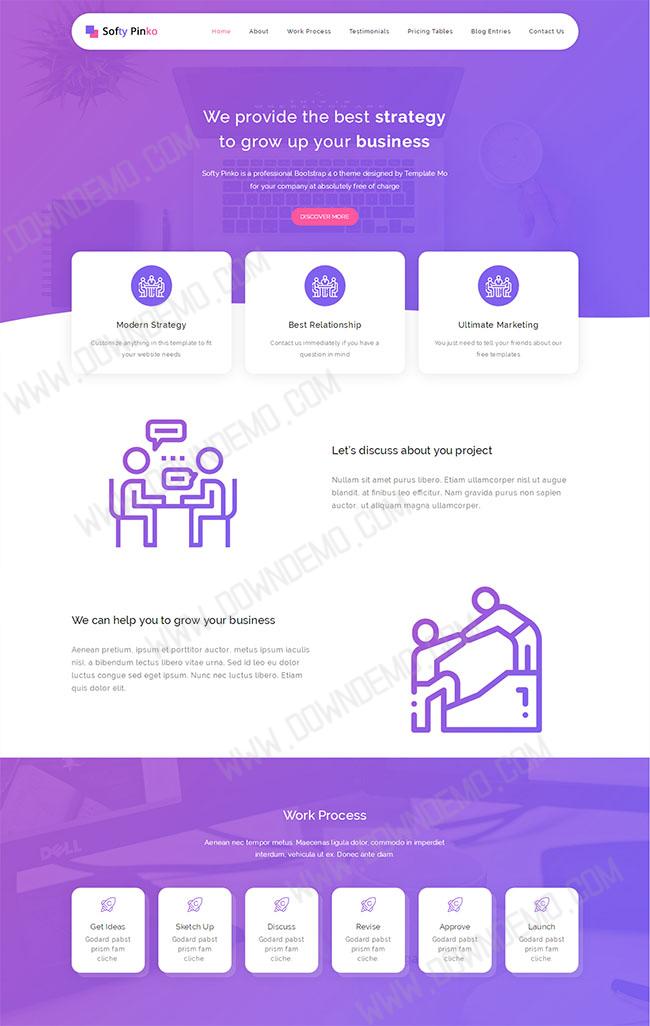 Softy Pinko
Home About Work Process Testimonials Pricing Tables Blog Entries Contact Us
We provide the best strategy
to grow up your business
Softy Pinko is a professional Bootstrap 4.0 theme designed by Template Mo
for your company at absolutely free of charge
DISCOVER MORE
Modern Strategy
Customize anything in this template to fit
your website needs
Best Relationship
Contact us immediately if you have a
question in mind
Ultimate Marketing
You just need to tell your friends about our
free templates
Let's discuss about you project
Nullam sit amet purus libero. Etiam ullamcorper nisl ut augue
blandit, at finibus leo efficitur. Nam gravida purus non sapien
auctor, ut aliquam magna ullamcorper.
We can help you to grow your business
Aenean pretium, ipsum et porttitor auctor, metus ipsum iaculis
nisi, a bibendum lectus libero vitae urna. Sed id leo eu dolor
luctus congue sed eget ipsum. Nunc nec luctus libero. Etiam
quis dolor elit.
DELL
Work Process
Aenean nec tempor metus. Maecenas ligula dolor, commodo in imperdiet
interdum, vehicula ut ex. Donec ante diam.
Get Ideas
Godard pabst
prism fam
cliche
Sketch Up
Godard pabst
prism fam
cliche
Discuss
Godard pabst
prism fam
cliche
Revise
Godard pabst
prism fam
cliche
Approve
Godard pabst
prism fam
cliche
Launch
Godard pabst
prism fam
cliche
WWW.DOWNDEMO.COM
WWW.DOWNDEMO.COM
WWW.DOWNDEMO.COM
WWW.DOWNDEMO.COM
WWW.DOWNDEMO.COM
WWW.DOWNDEMO.COM
WWW.DOWNDEMO.COM